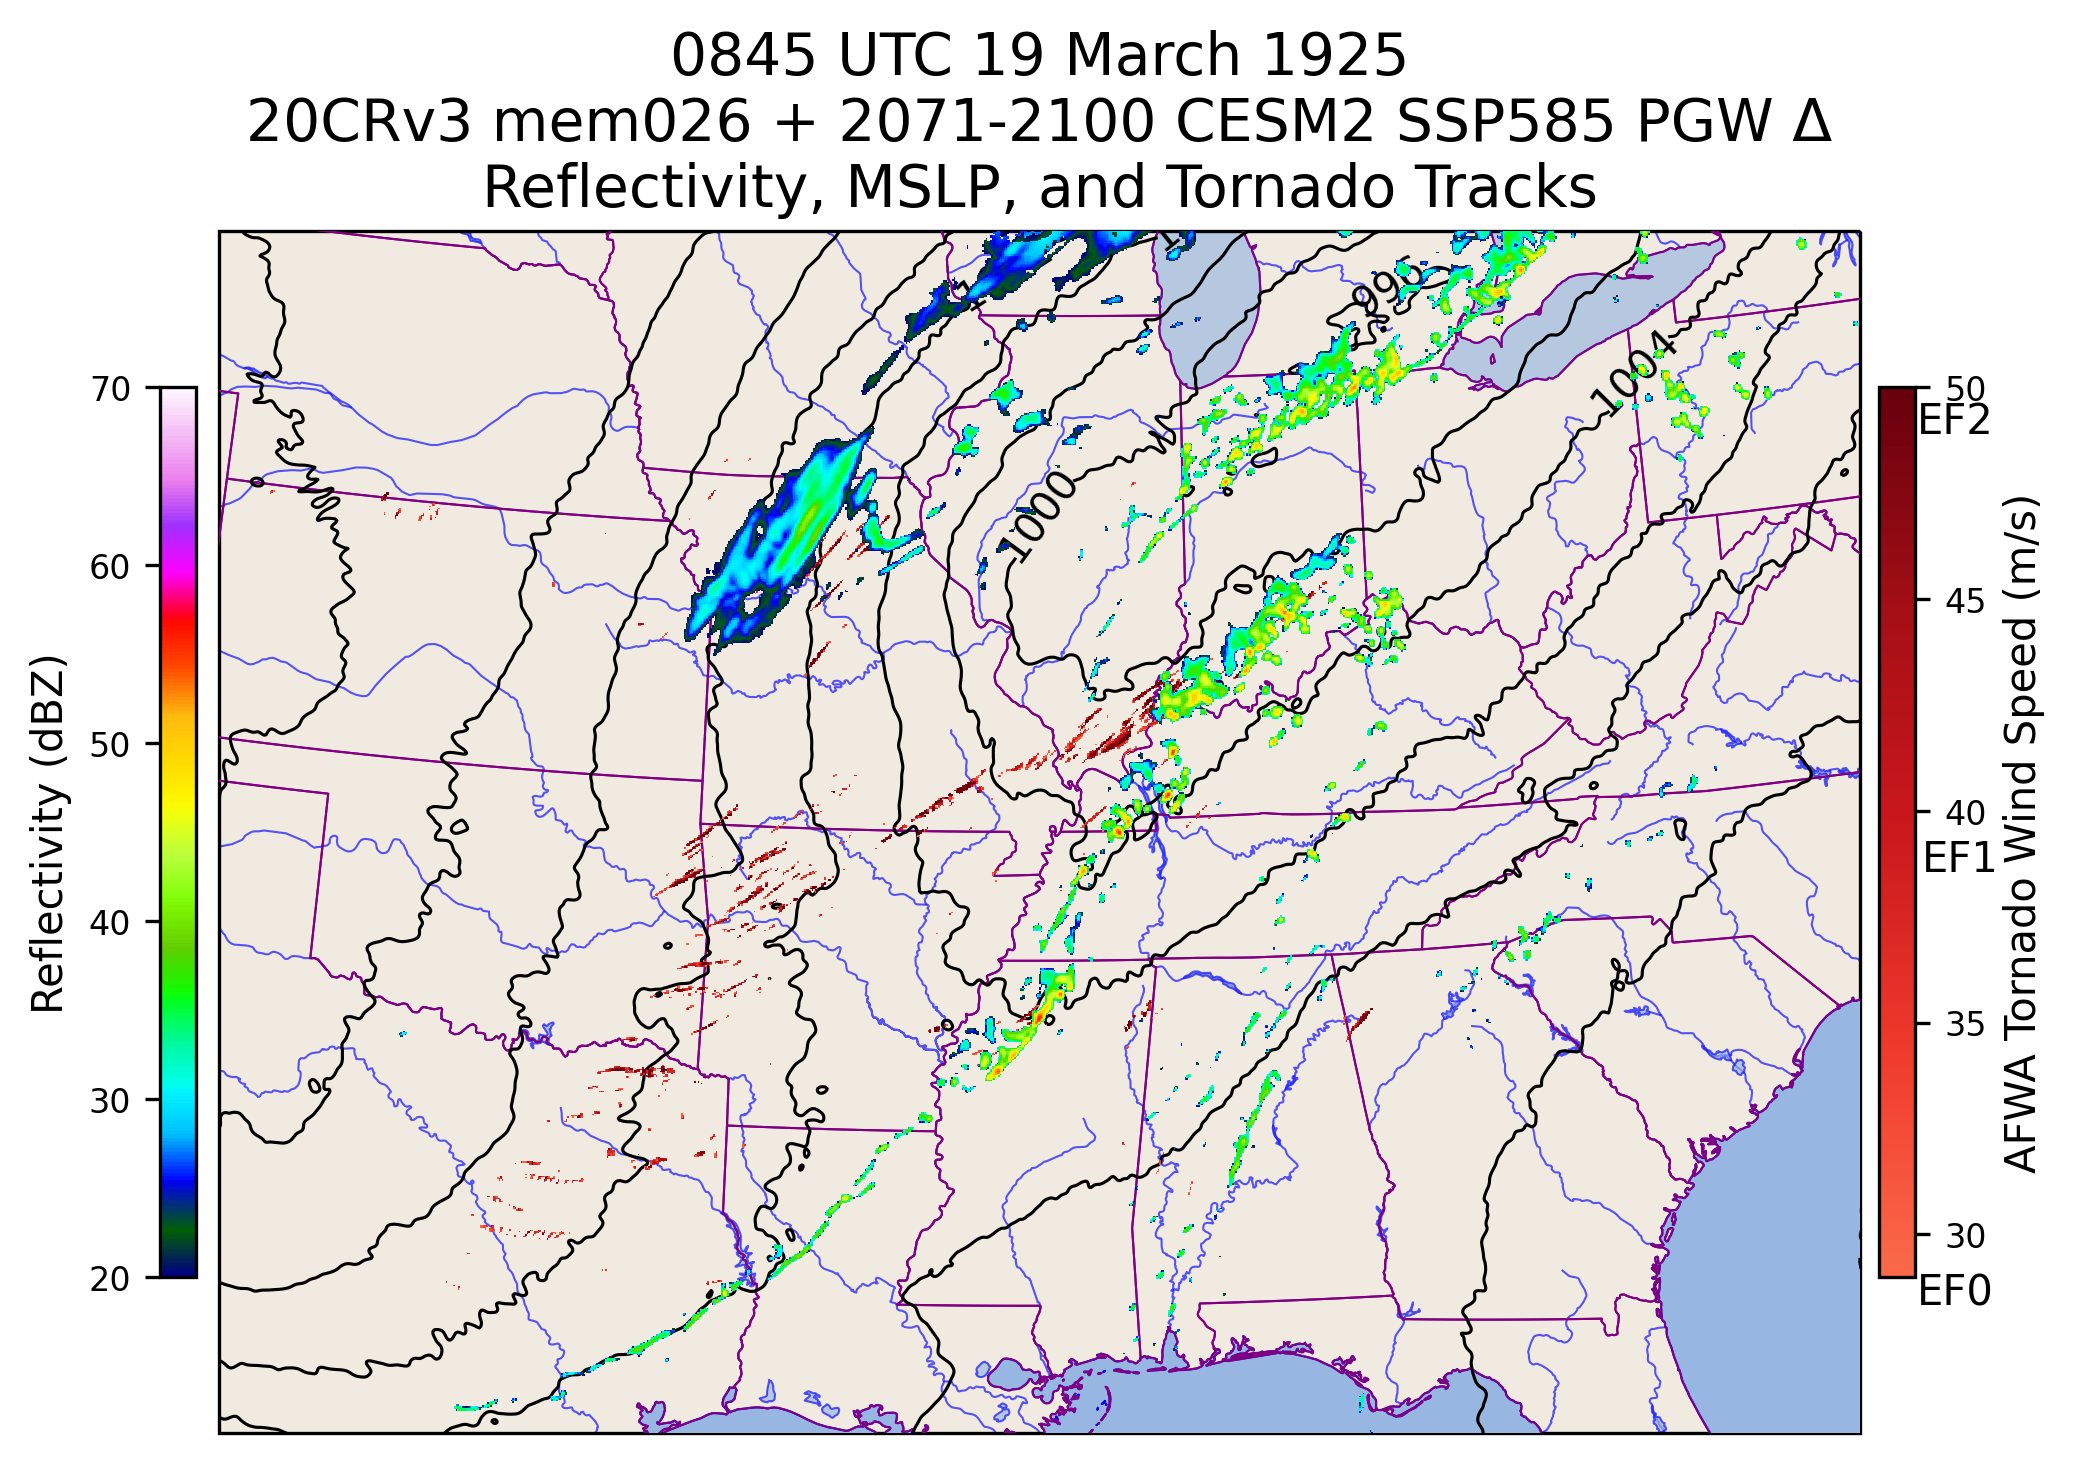 0845 UTC 19 March 1925
20CRv3 mem026 + 2071-2100 CESM2 SSP585 PGW Δ
Reflectivity, MSLP, and Tornado Tracks
Reflectivity (dBZ)
70
60
50
40
30
20
996
1004
1000
50
EF2
45
40
EF1
35
30
EF0
AFWA Tornado Wind Speed (m/s)